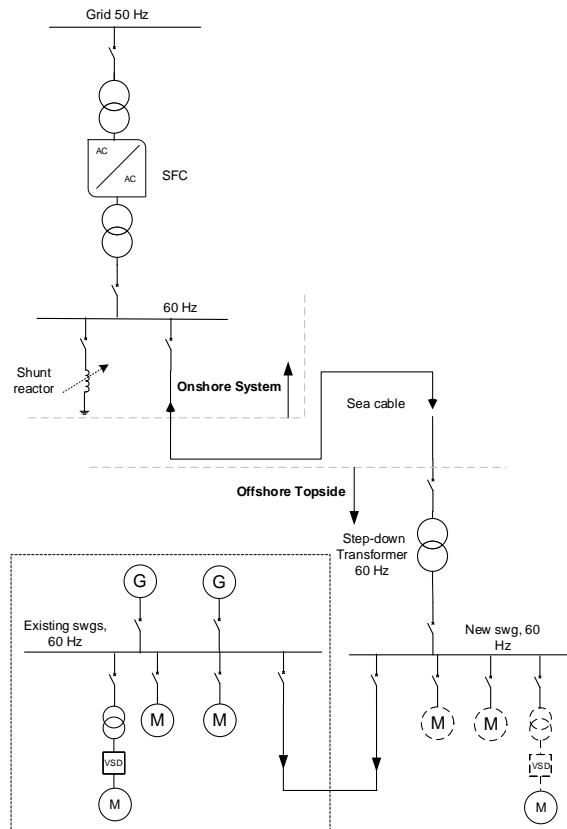 Grid 50 Hz
AC
AC
SFC
60 Hz
Shunt
reactor
Onshore System
Sea cable
Offshore Topside
Step-down
Transformer
60 Hz
G
G
Existing swgs,
60 Hz
New swg, 60
Hz
M
M
M
M
VSD
VSD
M
M